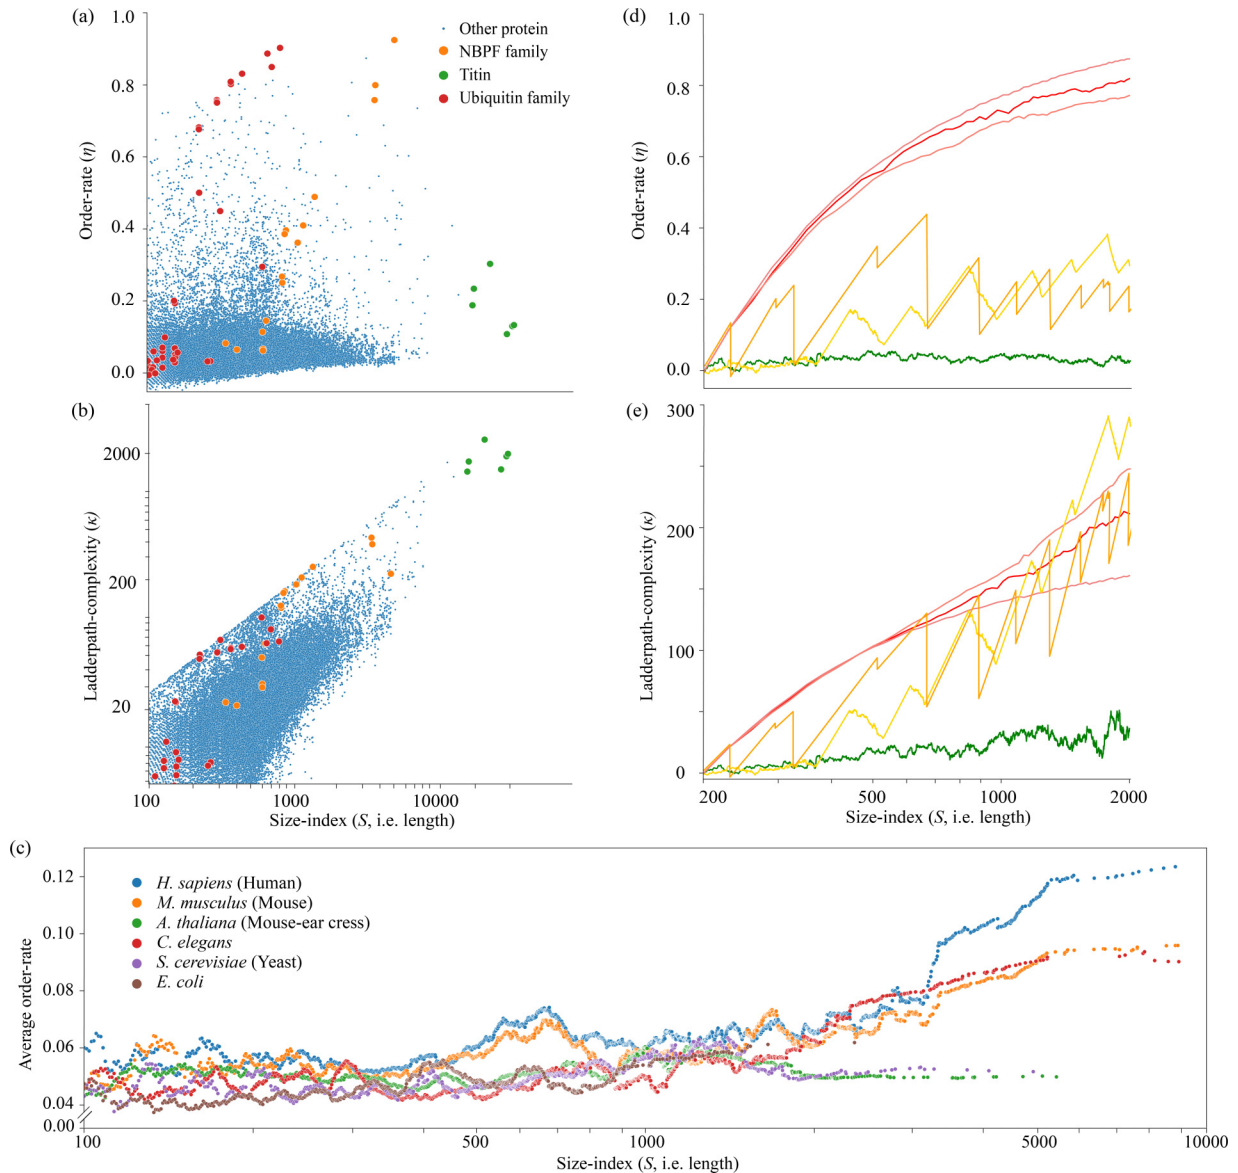 (a)
1.0
0.8
0.6
0.4
0.2
0.0
Order-rate (η)
Other protein
NBPF family
Titin
Ubiquitin family
(b)
2000
200
20
Ladderpath-complexity (κ)
100
1000
10000
Size-index (S, i.e. length)
(d)
1.0
0.8
0.6
0.4
0.2
0.0
Order-rate (η)
(e)
300
200
100
0
Ladderpath-complexity (κ)
200
500
1000
2000
Size-index (S, i.e. length)
(c)
0.12
0.10
0.08
0.06
0.04
0.00
Average order-rate
H. sapiens (Human)
M. musculus (Mouse)
A. thaliana (Mouse-ear cress)
C. elegans
S. cerevisiae (Yeast)
E. coli
100
500
1000
5000
10000
Size-index (S, i.e. length)